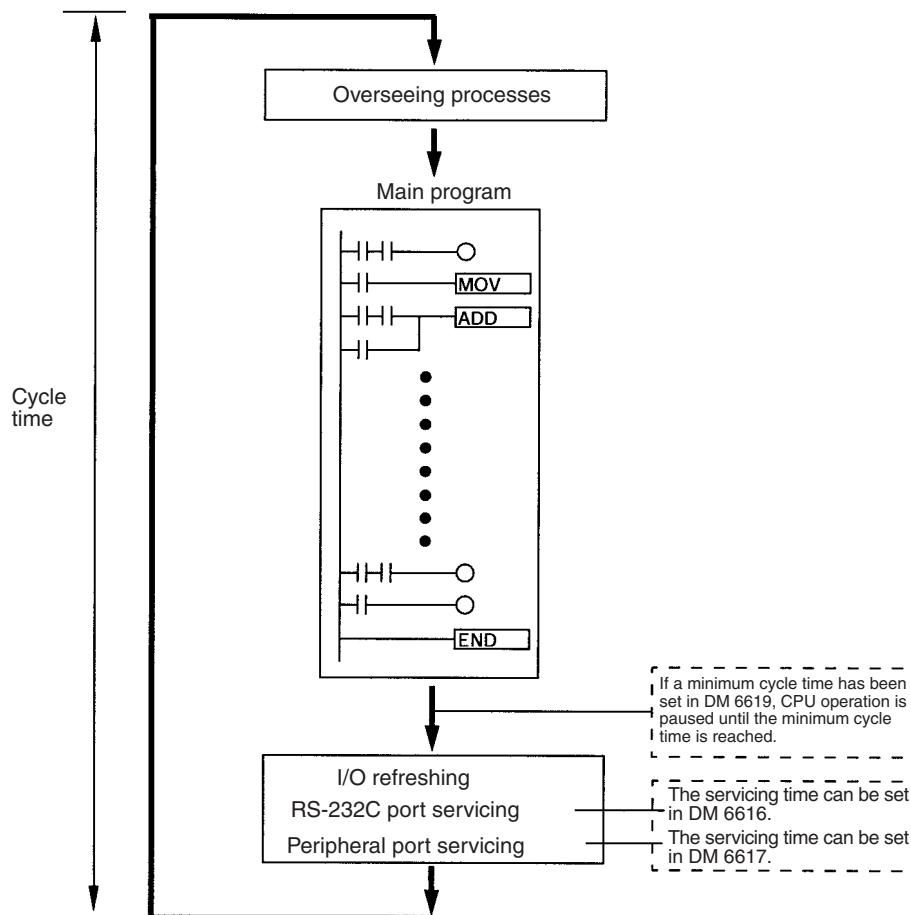 Overseeing processes
Main program
MOV
ADD
Cycle
time
END
If a minimum cycle time has been
set in DM 6619, CPU operation is
paused until the minimum cycle
time is reached.
I/O refreshing
RS-232C port servicing
Peripheral port servicing
The servicing time can be set
in DM 6616.
The servicing time can be set
in DM 6617.